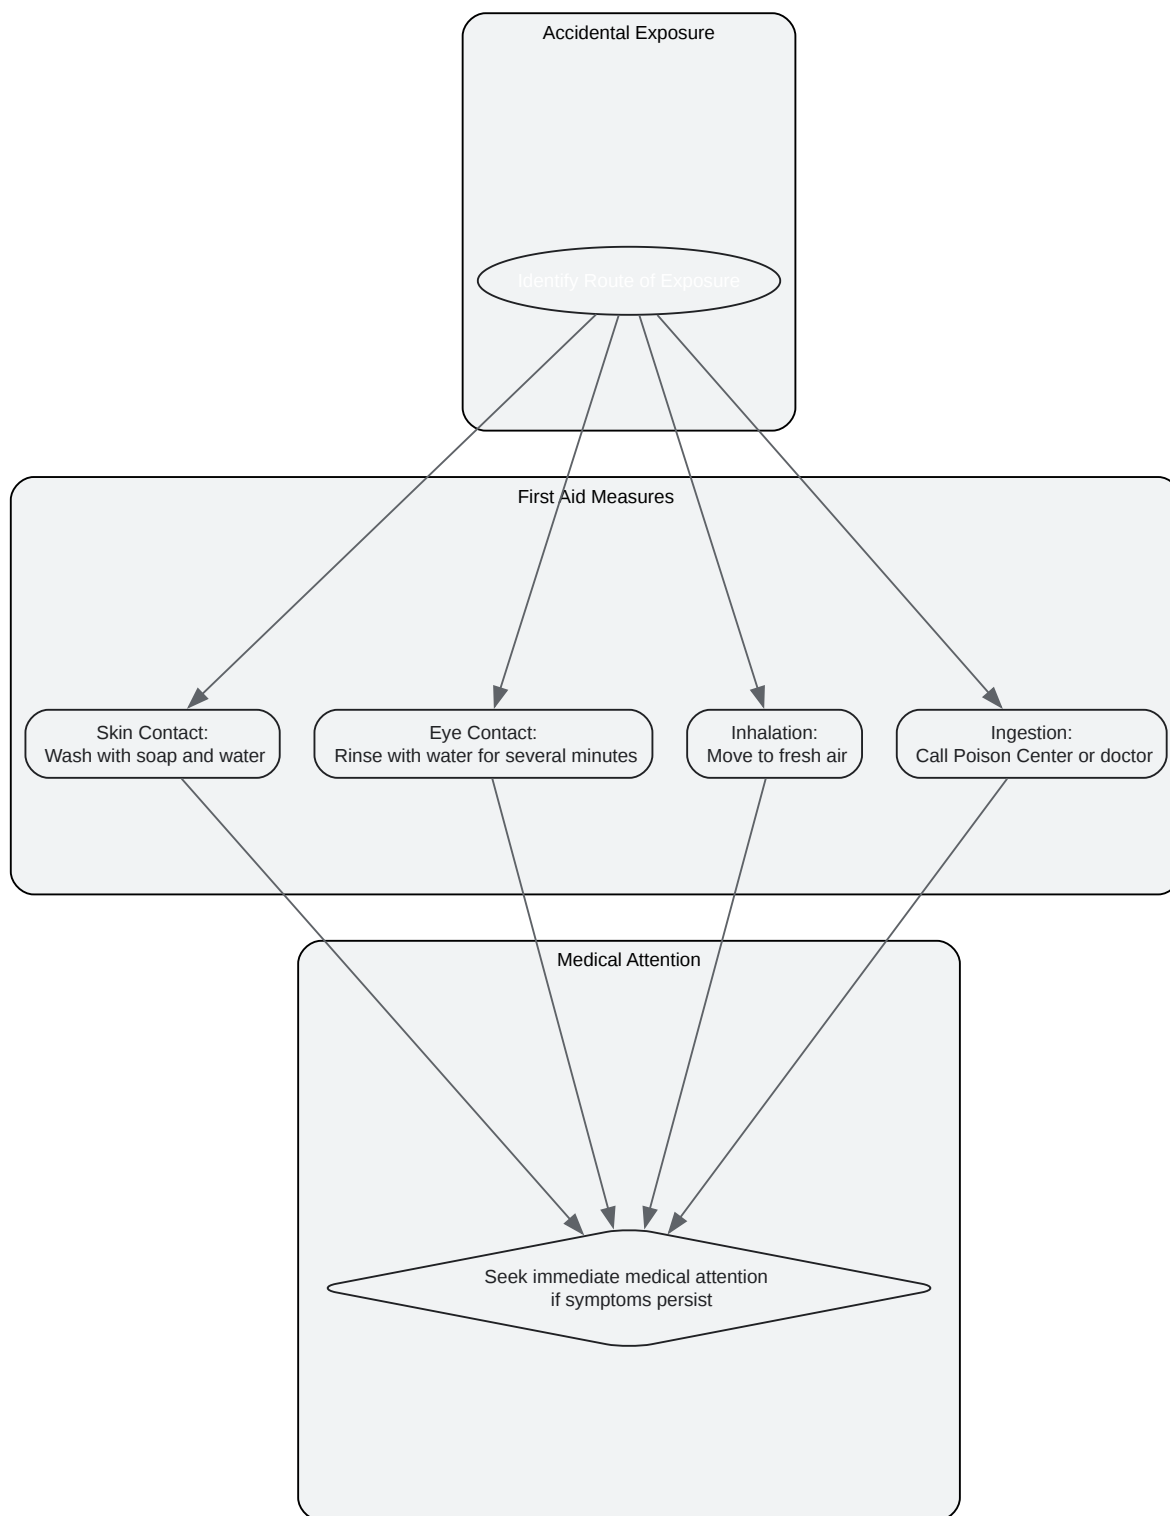 Accidental Exposure
Identify Route of Exposure
First Aid Measures
Skin Contact:
Wash with soap and water
Eye Contact:
Rinse with water for several minutes
Inhalation:
Move to fresh air
Ingestion:
Call Poison Center or doctor
Medical Attention
Seek immediate medical attention
if symptoms persist